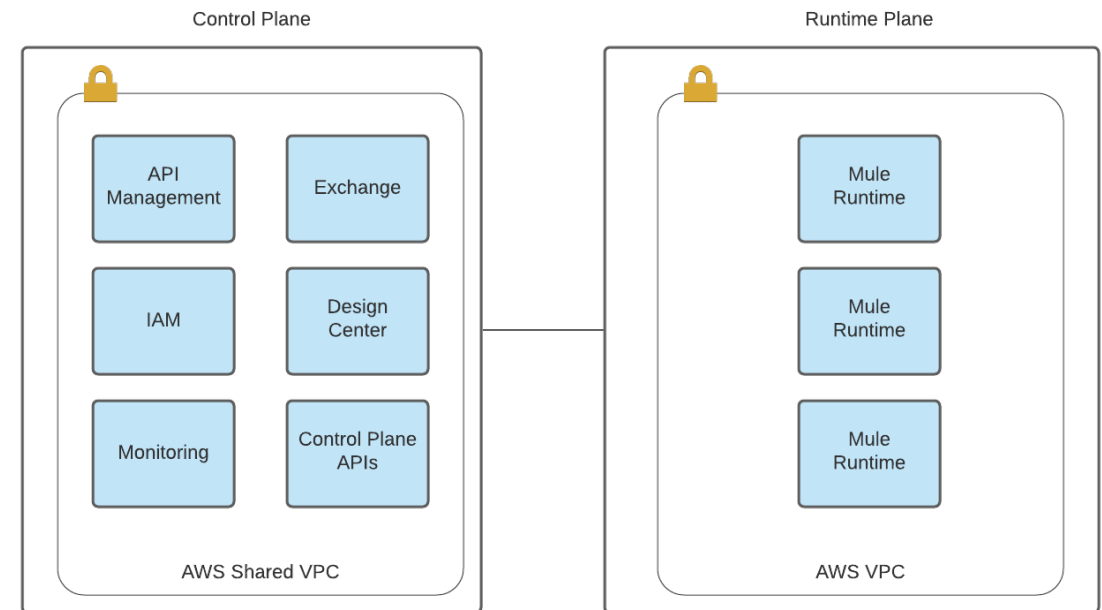 Control Plane
Runtime Plane
API
Management
Exchange
IAM
Design
Center
Monitoring
Control Plane
APIs
AWS Shared VPC
Mule
Runtime
Mule
Runtime
Mule
Runtime
AWS VPC